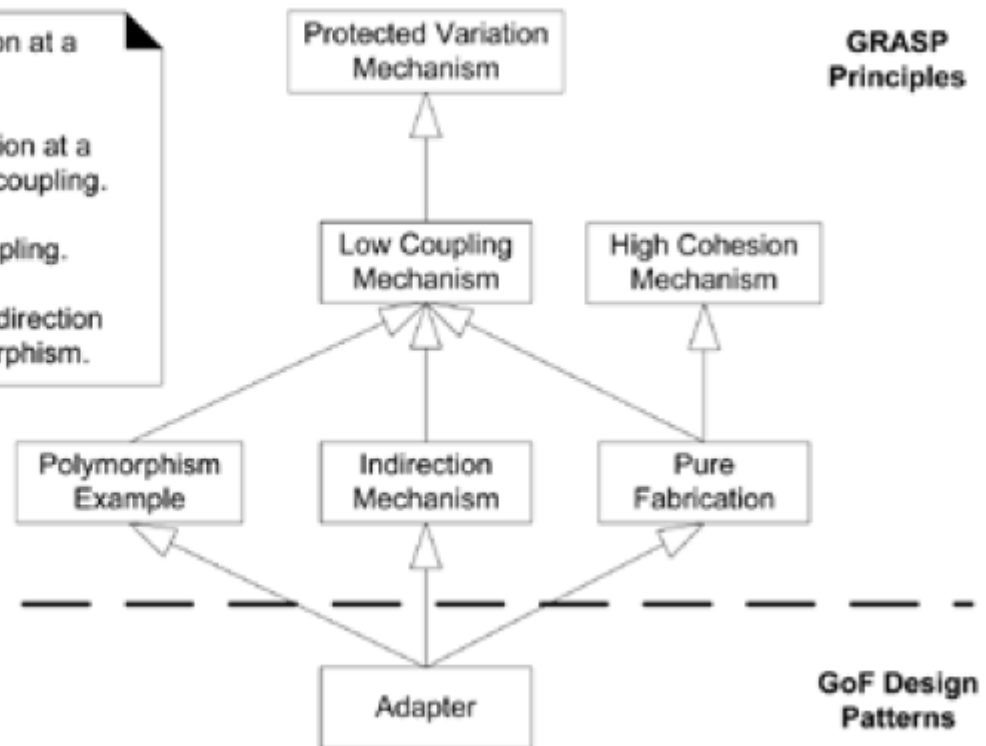 on at a
ion at a
coupling.
pling.
direction
rphism.
Protected Variation
Mechanism
GRASP
Principles
Low Coupling
Mechanism
High Cohesion
Mechanism
Polymorphism
Example
Indirection
Mechanism
Pure
Fabrication
Adapter
GoF Design
Patterns